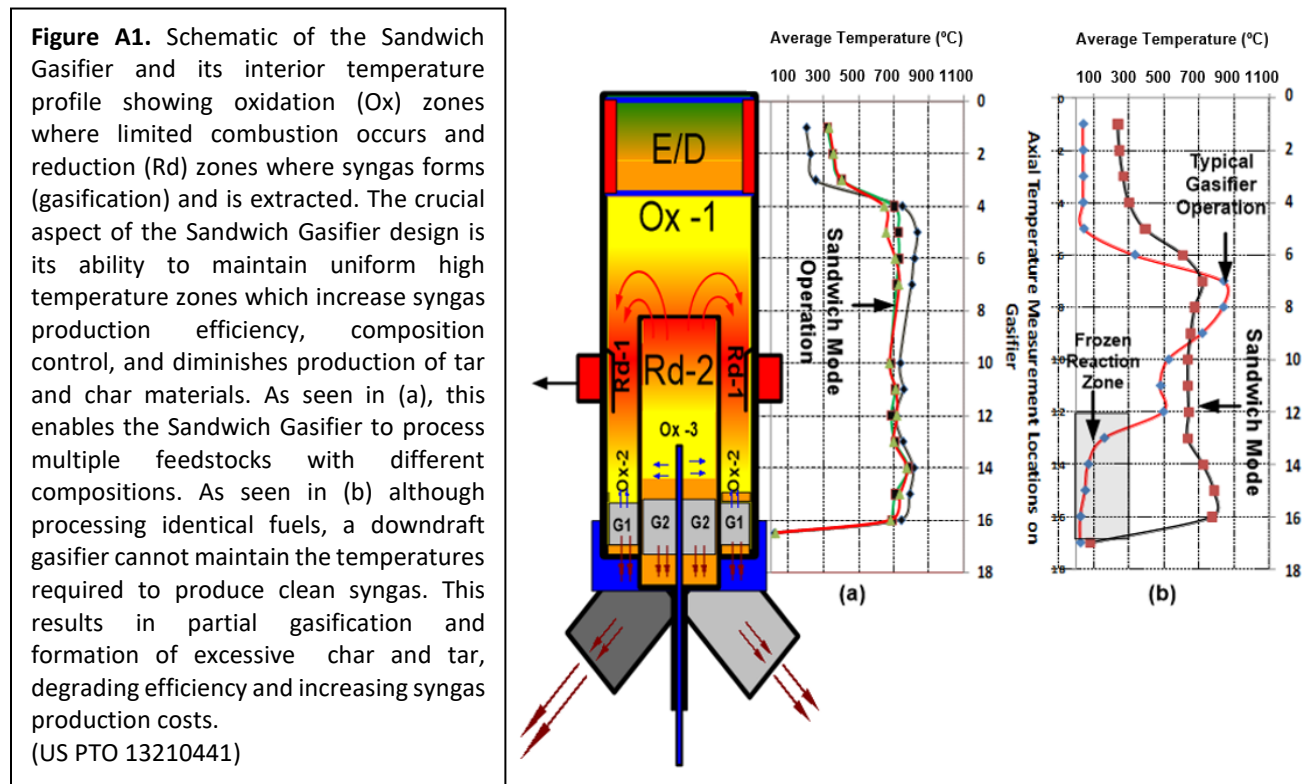 Figure A1. Schematic of the Sandwich
Gasifier and its interior temperature
profile showing oxidation (Ox) zones
where limited combustion occurs and
reduction (Rd) zones where syngas forms
(gasification) and is extracted. The crucial
aspect of the Sandwich Gasifier design is
its ability to maintain uniform high
temperature zones which increase syngas
production efficiency, composition
control, and diminishes production of tar
and char materials. As seen in (a), this
enables the Sandwich Gasifier to process
multiple feedstocks with different
compositions. As seen in (b) although
processing identical fuels, a downdraft
gasifier cannot maintain the temperatures
required to produce clean syngas. This
results in partial gasification and
formation of excessive char and tar,
degrading efficiency and increasing syngas
production costs.
(US PTO 13210441)
E/D
Ox-1
Rd-1
Rd-2
Rd-1
Ox-2
Ox -3
Ox-2
G1
G2
G2
G1
Average Temperature (ºC)
100 300 500 700 900 1100
0
2
4
6
8
10
12
14
16
18
Sandwich Mode
Operation
(a)
Axial Temperature Measurement Locations on
Gasifier
Average Temperature (ºC)
100 300 500 700 900 1100
0
2
4
6
8
10
12
14
16
18
0
2
4
6
8
10
12
14
16
18
Typical
Gasifier
Operation
Frozen
Reaction
Zone
Sandwich Mode
(b)